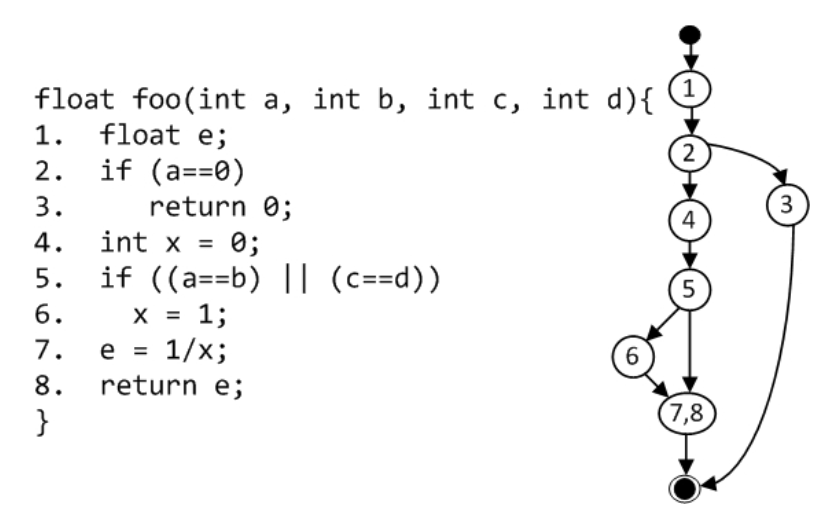 float foo(int a, int b, int c, int d){
1. float e;
2. if (a==0)
3. return 0;
4. int x = 0;
5. if ((a==b) || (c==d))
6. x = 1;
7. e = 1/x;
8. return e;
}
1
2
3
4
5
6
7,8